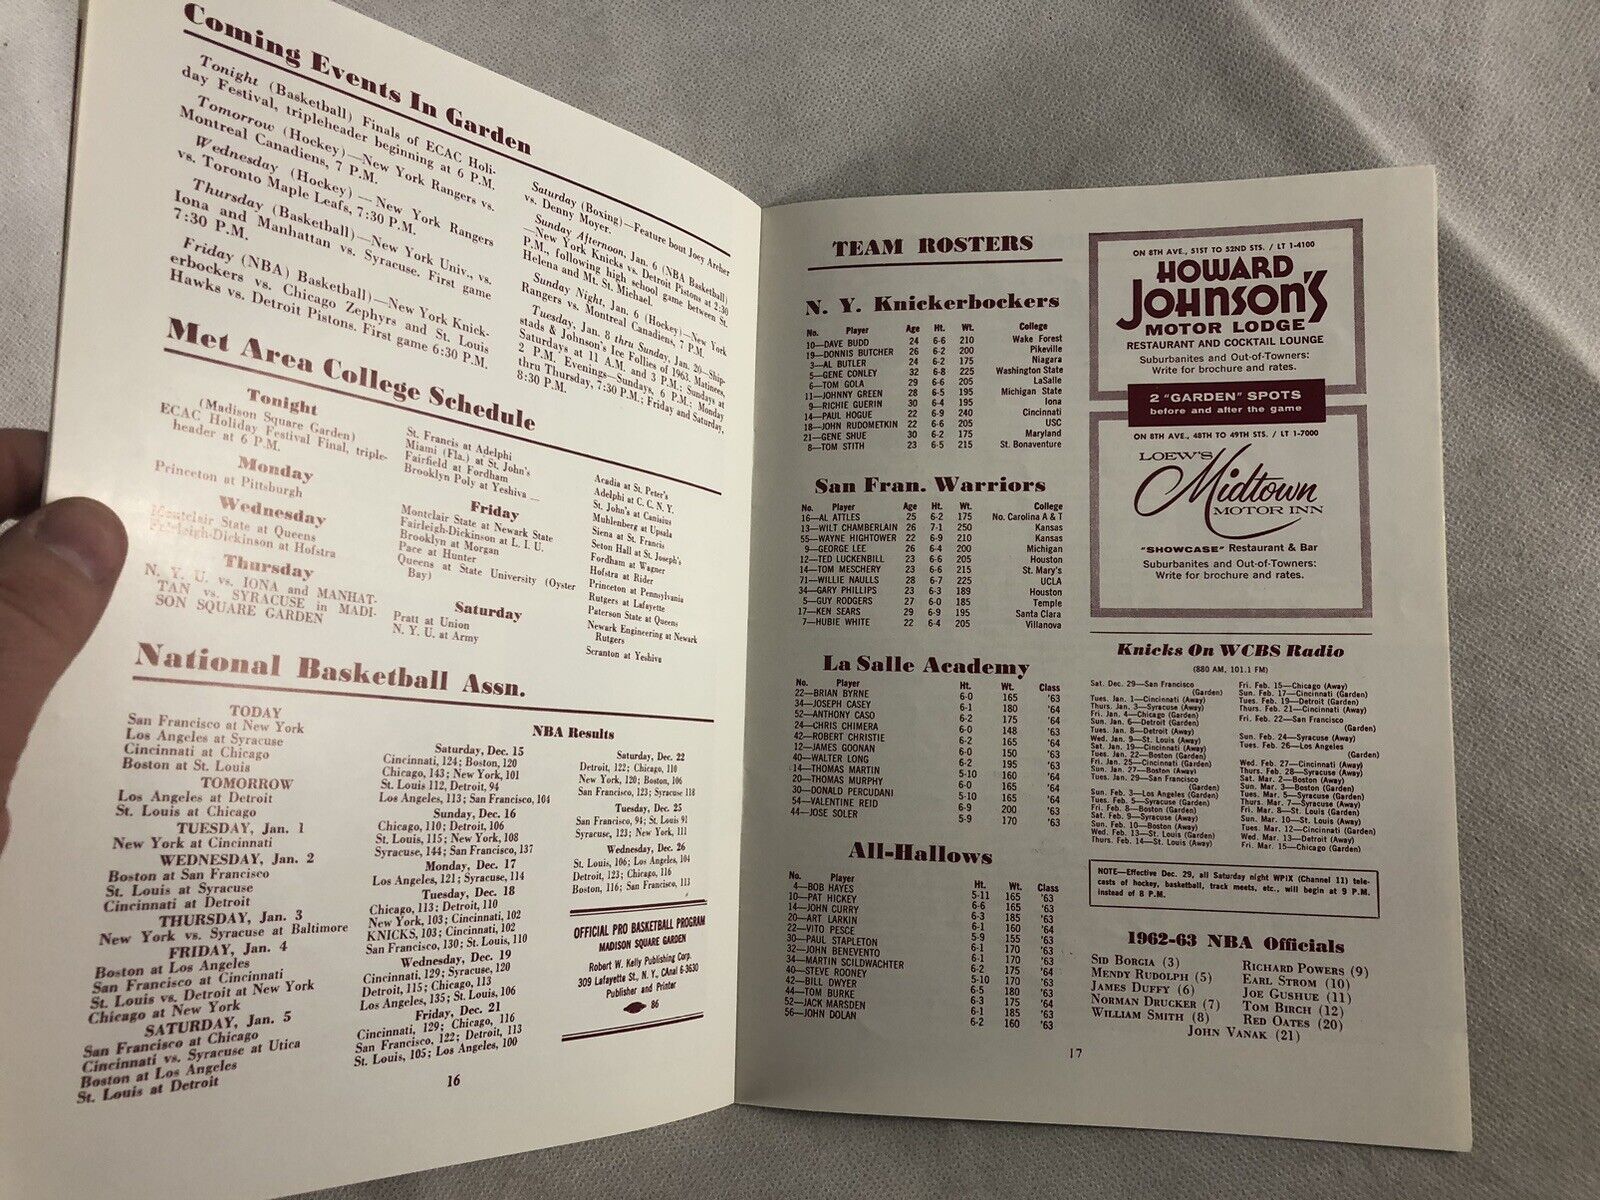 Coming Events In Garden
Tonight (Basketball) Finals of ECAC Holi-
day Festival, tripleheader beginning at 6 P.M.
Tomorrow (Hockey)—New York Rangers vs.
Montreal Canadiens, 7 P.M.
Wednesday (Hockey) — New York Rangers
vs. Toronto Maple Leafs, 7:30 P.M.
Thursday (Basketball)—New York Univ., vs.
Iona and Manhattan vs. Syracuse. First game
7:30 P.M.
Friday (NBA) Basketball)—New York Knick-
erbockers vs. Chicago Zephyrs and St. Louis
Hawks vs. Detroit Pistons. First game 6:30 P.M.
Saturday (Boxing)—Feature bout Joey Archer
vs. Denny Moyer.
Sunday Afternoon, Jan. 6 (NBA Basketball)
—New York Knicks vs. Detroit Pistons at 2:30
P.M., following high school game between St.
Helena and Mt. St. Michael.
Sunday Night, Jan. 6 (Hockey)—New York
Rangers vs. Montreal Canadiens, 7 P.M.
Tuesday, Jan. 8 thru Sunday, Jan. 20—Ship-
stads & Johnson's Ice Follies of 1963. Matinees,
Saturdays at 11 A.M. and 3 P.M.; Sundays at
2 P.M. Evenings—Sundays, 6 P.M.; Monday
thru Thursday, 7:30 P.M.; Friday and Saturday,
8:30 P.M.
Met Area College Schedule
Tonight
(Madison Square Garden)
ECAC Holiday Festival Final, triple-
header at 6 P.M.
Monday
Princeton at Pittsburgh
Wednesday
Montclair State at Queens
Fairleigh-Dickinson at Hofstra
Thursday
N. Y. U. vs. IONA and MANHAT-
TAN vs. SYRACUSE in MADI-
SON SQUARE GARDEN
St. Francis at Adelphi
Miami (Fla.) at St. John's
Fairfield at Fordham
Brooklyn Poly at Yeshiva —
Friday
Montclair State at Newark State
Fairleigh-Dickinson at L. I. U.
Brooklyn at Morgan
Pace at Hunter
Queens at State University (Oyster
Bay)
Saturday
Pratt at Union
N. Y. U. at Army
Acadia at St. Peter's
Adelphi at C. C. N. Y.
St. John's at Canisius
Muhlenberg at Upsala
Siena at St. Francis
Seton Hall at St. Joseph's
Fordham at Wagner
Hofstra at Rider
Princeton at Pennsylvania
Rutgers at Lafayette
Paterson State at Queens
Newark Engineering at Newark
Rutgers
Scranton at Yeshiva
National Basketball Assn.
TODAY
San Francisco at New York
Los Angeles at Syracuse
Cincinnati at Chicago
Boston at St. Louis
TOMORROW
Los Angeles at Detroit
St. Louis at Chicago
TUESDAY, Jan. 1
New York at Cincinnati
WEDNESDAY, Jan. 2
Boston at San Francisco
St. Louis at Syracuse
Cincinnati at Detroit
THURSDAY, Jan. 3
New York vs. Syracuse at Baltimore
FRIDAY, Jan. 4
Boston at Los Angeles
San Francisco at Cincinnati
St. Louis vs. Detroit at New York
Chicago at New York
SATURDAY, Jan. 5
San Francisco at Chicago
Cincinnati vs. Syracuse at Utica
Boston at Los Angeles
St. Louis at Detroit
NBA Results
Saturday, Dec. 15
Cincinnati, 124; Boston, 120
Chicago, 143; New York, 101
St. Louis 112, Detroit, 94
Los Angeles, 113; San Francisco, 104
Sunday, Dec. 16
Chicago, 110; Detroit, 106
St. Louis, 115; New York, 108
Syracuse, 144; San Francisco, 137
Monday, Dec. 17
Los Angeles, 121; Syracuse, 114
Tuesday, Dec. 18
Chicago, 113; Detroit, 110
New York, 103; Cincinnati, 102
KNICKS, 103; Cincinnati, 102
San Francisco, 130; St. Louis, 110
Wednesday, Dec. 19
Cincinnati, 129; Syracuse, 120
Detroit, 115; Chicago, 113
Los Angeles, 135; St. Louis, 106
Friday, Dec. 21
Cincinnati, 129; Chicago, 116
San Francisco, 122; Detroit, 113
St. Louis, 105; Los Angeles, 100
Saturday, Dec. 22
Detroit, 122; Chicago, 110
New York, 120; Boston, 106
San Francisco, 123; Syracuse 118
Tuesday, Dec. 25
San Francisco, 94; St. Louis 91
Syracuse, 123; New York, 111
Wednesday, Dec. 26
St. Louis, 106; Los Angeles, 104
Detroit, 123; Chicago, 116
Boston, 116; San Francisco, 113
OFFICIAL PRO BASKETBALL PROGRAM
MADISON SQUARE GARDEN
Robert W. Kelly Publishing Corp.
309 Lafayette St., N. Y., CAnal 6-3630
Publisher and Printer
86
16
TEAM ROSTERS
N. Y. Knickerbockers
No. Player Age Ht. Wt. College
10—DAVE BUDD 24 6-6 210 Wake Forest
19—DONNIS BUTCHER 26 6-2 200 Pikeville
3—AL BUTLER 24 6-2 175 Niagara
5—GENE CONLEY 32 6-8 225 Washington State
6—TOM GOLA 29 6-6 205 LaSalle
11—JOHNNY GREEN 28 6-5 195 Michigan State
9—RICHIE GUERIN 30 6-4 195 Iona
14—PAUL HOGUE 22 6-9 240 Cincinnati
18—JOHN RUDOMETKIN 22 6-6 205 USC
21—GENE SHUE 30 6-2 175 Maryland
8—TOM STITH 23 6-5 215 St. Bonaventure
San Fran. Warriors
No. Player Age Ht. Wt. College
16—AL ATTLES 25 6-2 175 No. Carolina A & T
13—WILT CHAMBERLAIN 26 7-1 250 Kansas
55—WAYNE HIGHTOWER 22 6-9 210 Kansas
9—GEORGE LEE 26 6-4 200 Michigan
12—TED LUCKENBILL 23 6-6 205 Houston
14—TOM MESCHERY 23 6-6 215 St. Mary's
71—WILLIE NAULLS 28 6-7 225 UCLA
34—GARY PHILLIPS 23 6-3 189 Houston
5—GUY RODGERS 27 6-0 185 Temple
17—KEN SEARS 29 6-9 195 Santa Clara
7—HUBIE WHITE 22 6-4 205 Villanova
La Salle Academy
No. Player Ht. Wt. Class
22—BRIAN BYRNE 6-0 165 '63
34—JOSEPH CASEY 6-1 180 '64
52—ANTHONY CASO 6-2 175 '64
24—CHRIS CHIMERA 6-0 148 '63
42—ROBERT CHRISTIE 6-2 165 '64
12—JAMES GOONAN 6-0 150 '63
40—WALTER LONG 6-2 195 '63
14—THOMAS MARTIN 5-10 160 '64
20—THOMAS MURPHY 6-0 165 '64
30—DONALD PERCUDANI 5-10 165 '64
54—VALENTINE REID 6-9 200 '63
44—JOSE SOLER 5-9 170 '63
All-Hallows
No. Player Ht. Wt. Class
4—BOB HAYES 5-11 165 '63
10—PAT HICKEY 6-6 165 '63
14—JOHN CURRY 6-3 185 '63
20—ART LARKIN 6-1 160 '63
22—VITO PESCE 5-9 155 '63
30—PAUL STAPLETON 6-1 170 '63
32—JOHN BENEVENTO 6-1 170 '63
34—MARTIN SCILDWACHTER 6-2 175 '64
40—STEVE ROONEY 5-10 170 '63
42—BILL DWYER 6-5 180 '63
44—TOM BURKE 6-3 175 '64
52—JACK MARSDEN 6-1 185 '63
56—JOHN DOLAN 6-2 160 '63
ON 8TH AVE., 51ST TO 52ND STS. / LT 1-4100
HOWARD
JOHNSON'S
MOTOR LODGE
RESTAURANT AND COCKTAIL LOUNGE
Suburbanites and Out-of-Towners:
Write for brochure and rates.
2 "GARDEN" SPOTS
before and after the game
ON 8TH AVE., 48TH TO 49TH STS. / LT 1-7000
LOEW'S
Midtown
MOTOR INN
"SHOWCASE" Restaurant & Bar
Suburbanites and Out-of-Towners:
Write for brochure and rates.
Knicks On WCBS Radio
(880 AM, 101.1 FM)
Sat. Dec. 29—San Francisco
(Garden)
Tues. Jan. 1—Cincinnati (Away)
Thurs. Jan. 3—Syracuse (Away)
Fri. Jan. 4—Chicago (Garden)
Sun. Jan. 6—Detroit (Garden)
Tues. Jan. 8—Detroit (Away)
Wed. Jan. 9—St. Louis (Away)
Sat. Jan. 19—Cincinnati (Away)
Tues. Jan. 22—Boston (Garden)
Fri. Jan. 25—Cincinnati (Garden)
Sun. Jan. 27—Boston (Away)
Tues. Jan. 29—San Francisco
(Garden)
Sun. Feb. 3—Los Angeles (Garden)
Tues. Feb. 5—Syracuse (Garden)
Fri. Feb. 8—Boston (Garden)
Sat. Feb. 9—Syracuse (Away)
Sun. Feb. 10—Boston (Away)
Wed. Feb. 13—St. Louis (Garden)
Thurs. Feb. 14—St. Louis (Away)
Fri. Feb. 15—Chicago (Away)
Sun. Feb. 17—Cincinnati (Garden)
Tues. Feb. 19—Detroit (Garden)
Thurs. Feb. 21—Cincinnati (Away)
Fri. Feb. 22—San Francisco
(Garden)
Sun. Feb. 24—Syracuse (Away)
Tues. Feb. 26—Los Angeles
(Garden)
Wed. Feb. 27—Cincinnati (Away)
Thurs. Feb. 28—Syracuse (Away)
Sat. Mar. 2—Boston (Away)
Sun. Mar. 3—Boston (Garden)
Tues. Mar. 5—Syracuse (Garden)
Thurs. Mar. 7—Syracuse (Away)
Fri. Mar. 8—St. Louis (Garden)
Sun. Mar. 10—St. Louis (Away)
Tues. Mar. 12—Cincinnati (Garden)
Wed. Mar. 13—Detroit (Away)
Fri. Mar. 15—Chicago (Garden)
NOTE—Effective Dec. 29, all Saturday night WPIX (Channel 11) tele-
casts of hockey, basketball, track meets, etc., will begin at 9 P.M.
instead of 8 P.M.
1962-63 NBA Officials
SID BORGIA (3)
MENDY RUDOLPH (5)
JAMES DUFFY (6)
NORMAN DRUCKER (7)
WILLIAM SMITH (8)
RICHARD POWERS (9)
EARL STROM (10)
JOE GUSHUE (11)
TOM BIRCH (12)
RED OATES (20)
JOHN VANAK (21)
17